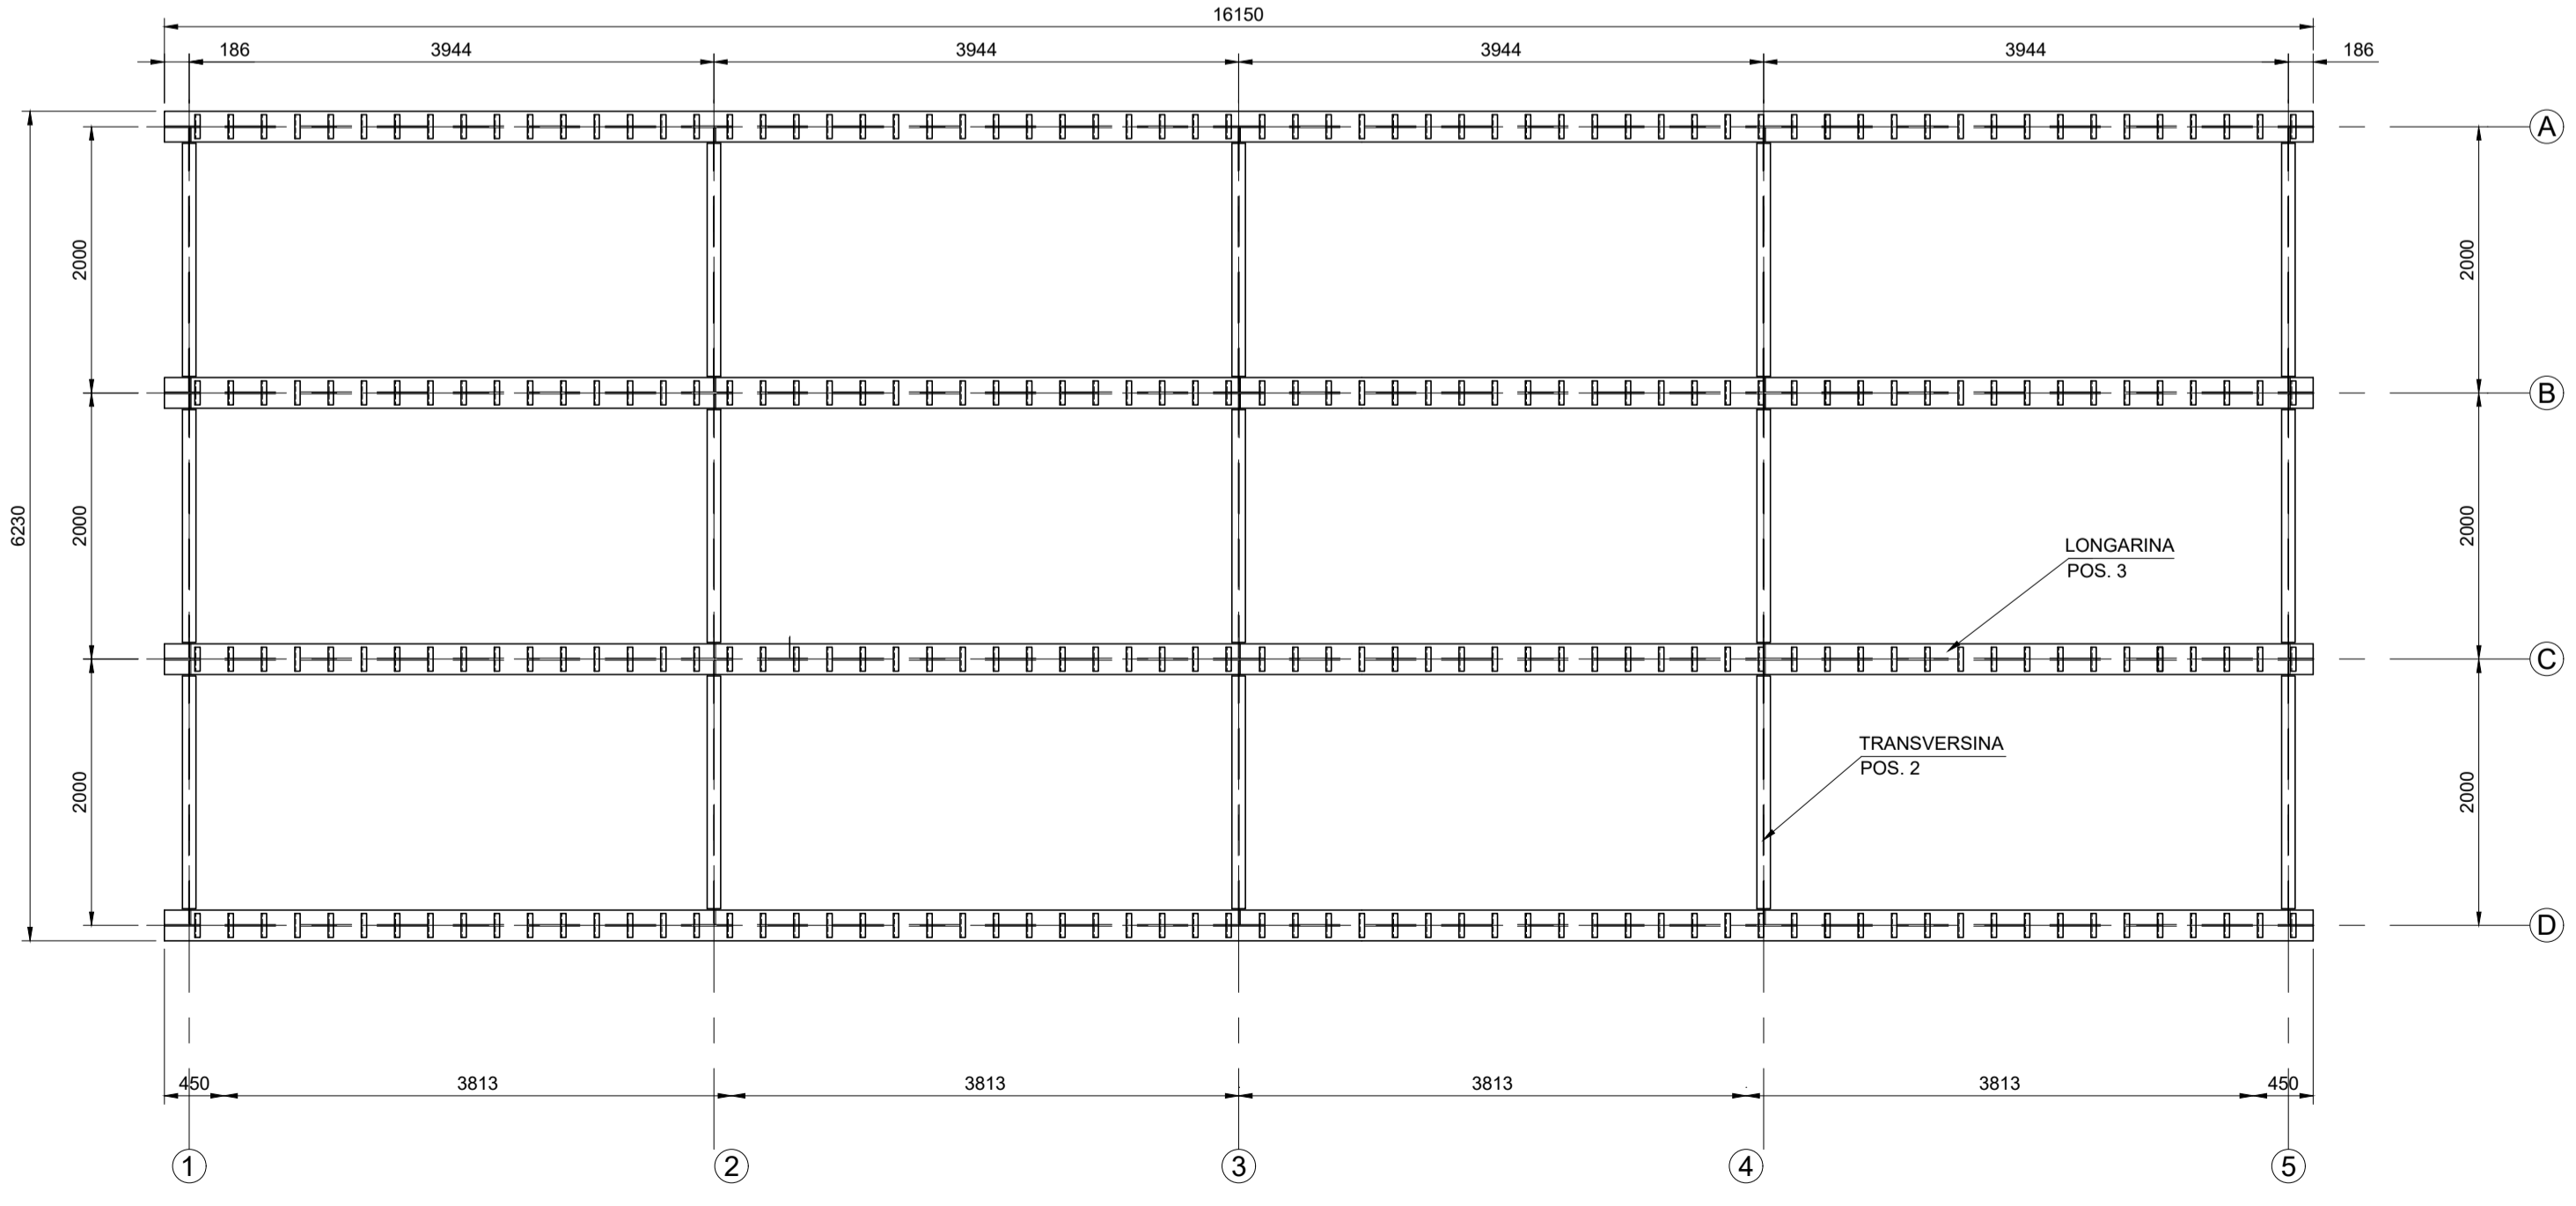 16150
186 3944 3944 3944 3944 186
A
2000 2000
B
6230 2000 2000
LONGARINA
POS. 3
C
TRANSVERSINA
POS. 2
2000 2000
D
450 3813 3813 3813 3813 450
1 2 3 4 5